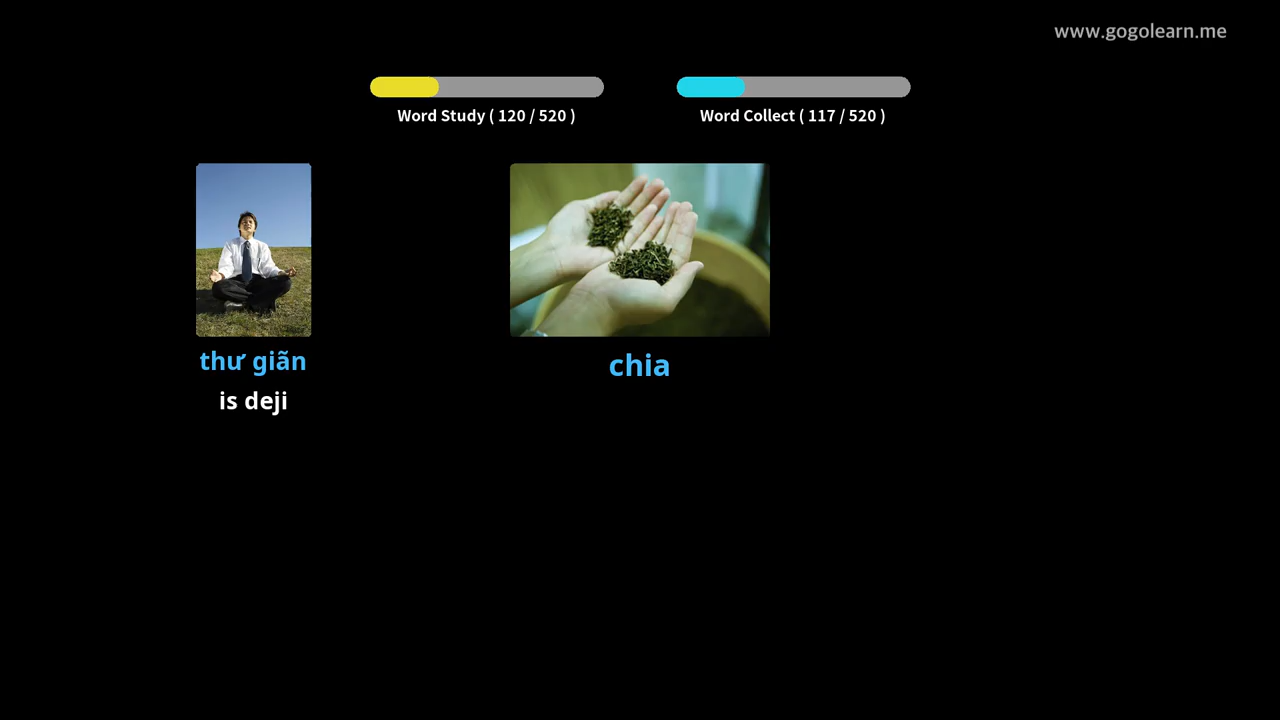 www.gogolearn.me
Word Study ( 120 / 520 )
Word Collect ( 117 / 520 )
thư giãn
is deji
chia